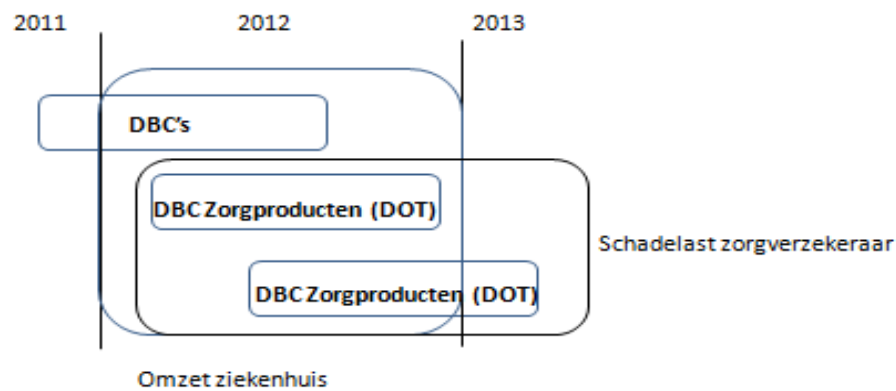 2011 2012 2013
DBC's
DBC Zorgproducten (DOT)
Schadelast zorgverzekeraar
DBC Zorgproducten (DOT)
Omzet ziekenhuis